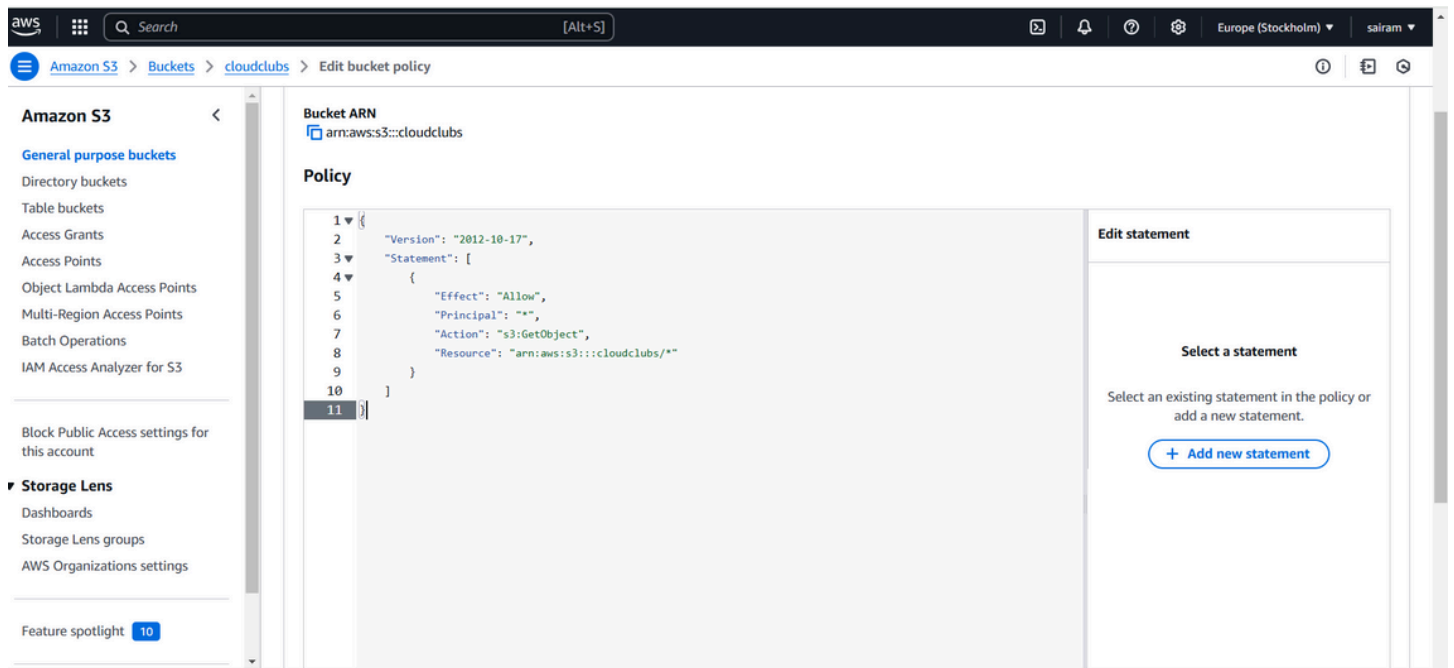 aws
Search
[Alt+S]
Europe (Stockholm)
sairam
Amazon S3 > Buckets > cloudclubs > Edit bucket policy
Amazon S3
General purpose buckets
Directory buckets
Table buckets
Access Grants
Access Points
Object Lambda Access Points
Multi-Region Access Points
Batch Operations
IAM Access Analyzer for S3
Block Public Access settings for
this account
Storage Lens
Dashboards
Storage Lens groups
AWS Organizations settings
Feature spotlight 10
Bucket ARN
arn:aws:s3:::cloudclubs
Policy
1 {
2 "Version": "2012-10-17",
3 "Statement": [
4 {
5 "Effect": "Allow",
6 "Principal": "*",
7 "Action": "s3:GetObject",
8 "Resource": "arn:aws:s3:::cloudclubs/*"
9 }
10 ]
11 }
Edit statement
Select a statement
Select an existing statement in the policy or
add a new statement.
+ Add new statement